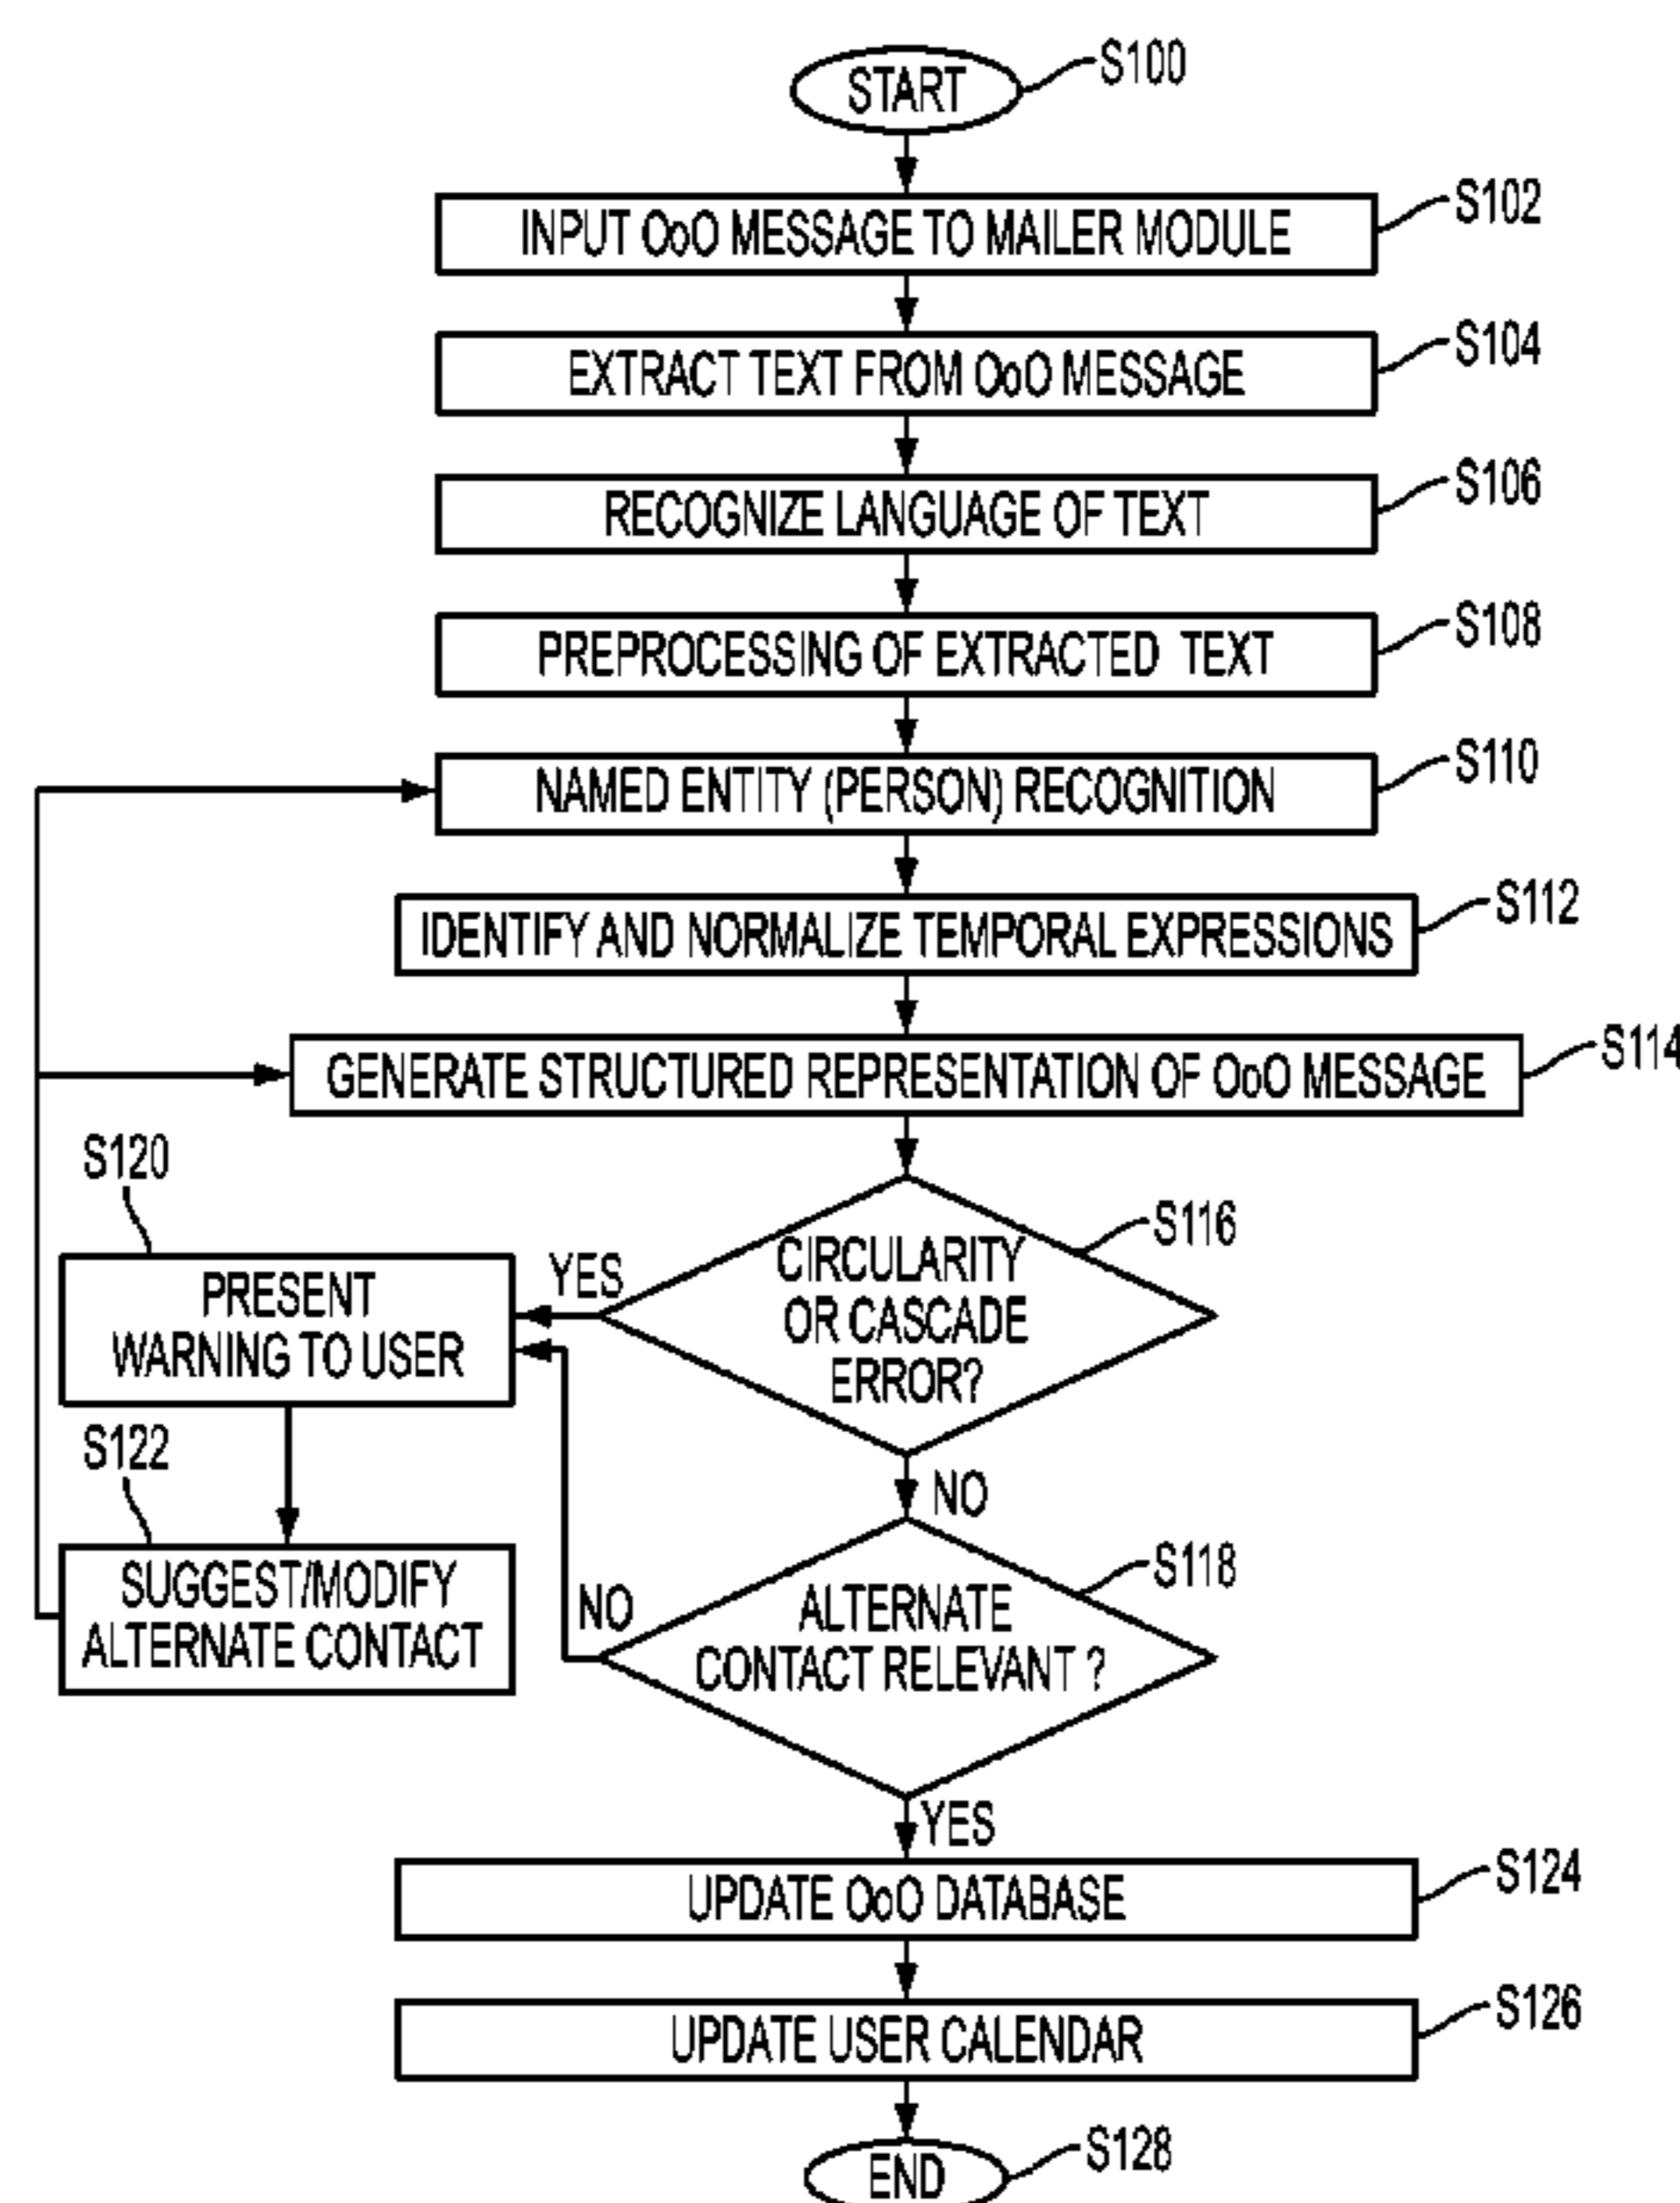 START
S100
INPUT OoO MESSAGE TO MAILER MODULE
S102
EXTRACT TEXT FROM OoO MESSAGE
S104
RECOGNIZE LANGUAGE OF TEXT
S106
PREPROCESSING OF EXTRACTED TEXT
S108
NAMED ENTITY (PERSON) RECOGNITION
S110
IDENTIFY AND NORMALIZE TEMPORAL EXPRESSIONS
S112
GENERATE STRUCTURED REPRESENTATION OF OoO MESSAGE
S114
CIRCULARITY
OR CASCADE
ERROR?
S116
YES
S120
PRESENT
WARNING TO USER
NO
S122
SUGGEST/MODIFY
ALTERNATE CONTACT
NO
ALTERNATE
CONTACT RELEVANT ?
S118
YES
UPDATE OoO DATABASE
S124
UPDATE USER CALENDAR
S126
END
S128